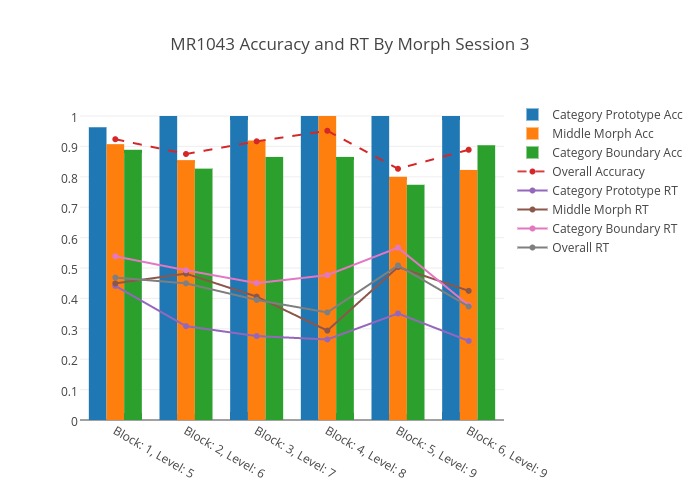 MR1043 Accuracy and RT By Morph Session 3
1
0.9
0.8
0.7
0.6
0.5
0.4
0.3
0.2
0.1
0
Block: 1, Level: 5
Block: 2, Level: 6
Block: 3, Level: 7
Block: 4, Level: 8
Block: 5, Level: 9
Block: 6, Level: 9
Category Prototype Acc
Middle Morph Acc
Category Boundary Acc
Overall Accuracy
Category Prototype RT
Middle Morph RT
Category Boundary RT
Overall RT